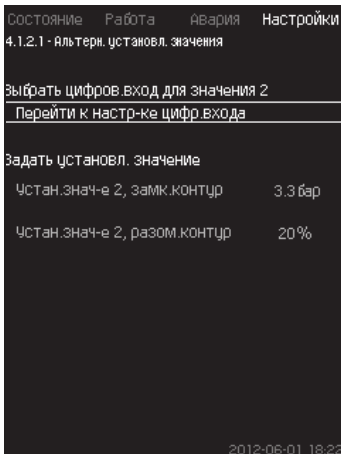 Состояние Работа Авария Настройки
4.1.2.1 - Альтерн. установл. значения
Выбрать цифров.вход для значения 2
Перейти к настр-ке цифр.входа
Задать установл. значение
Устан.знач-е 2, замк.контур 3.3 бар
Устан.знач-е 2, разом.контур 20%
2012-06-01 18:22